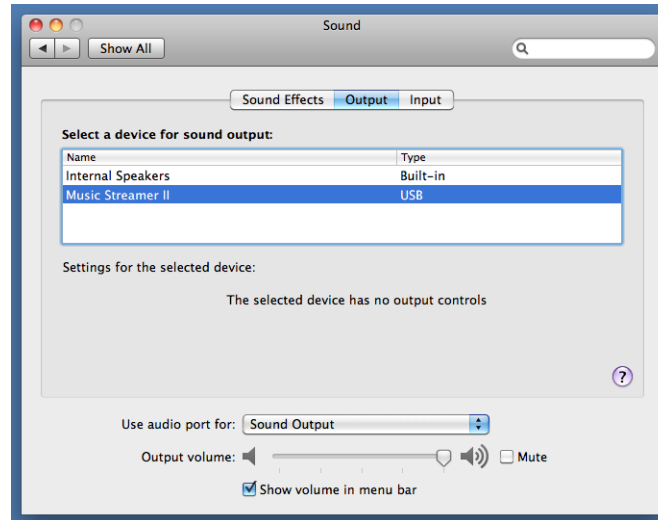 Sound
Show All
Sound Effects Output Input
Select a device for sound output:
Name Type
Internal Speakers Built-in
Music Streamer II USB
Settings for the selected device:
The selected device has no output controls
?
Use audio port for: Sound Output
Output volume: Mute
Show volume in menu bar